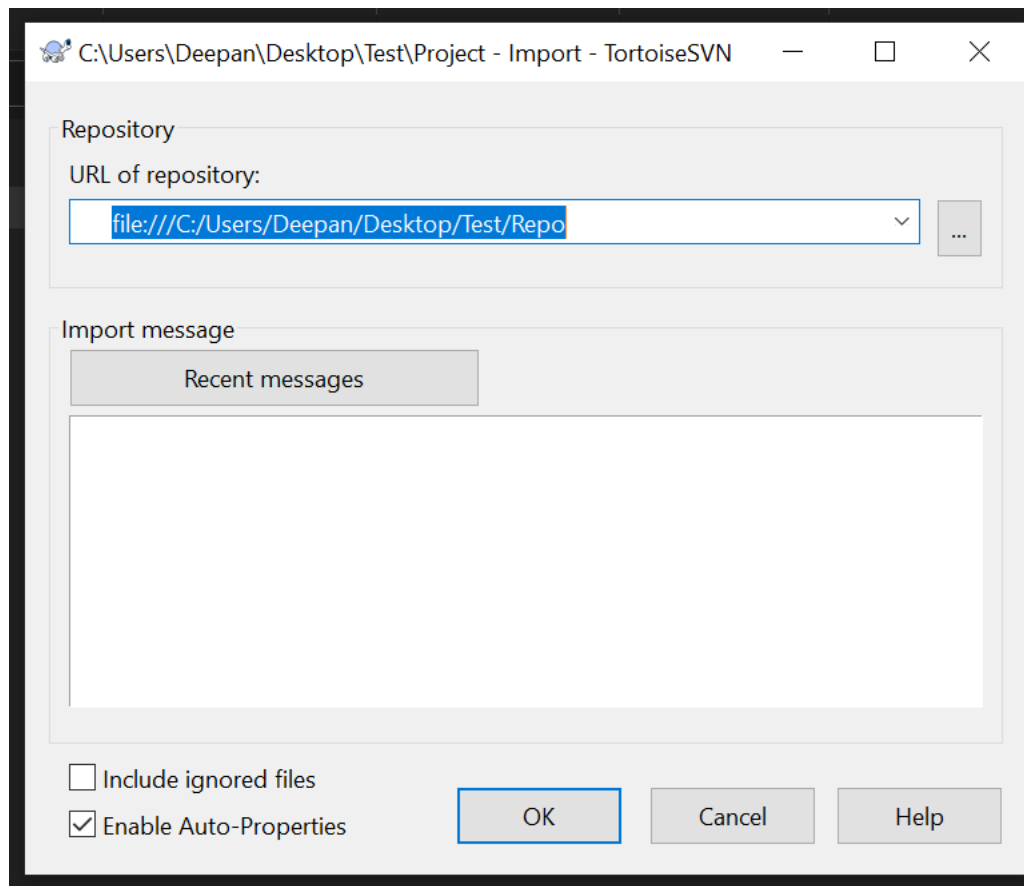 C:\Users\Deepan\Desktop\Test\Project - Import - TortoiseSVN
Repository
URL of repository:
file:///C:/Users/Deepan/Desktop/Test/Repo
...
Import message
Recent messages
Include ignored files
Enable Auto-Properties
OK
Cancel
Help